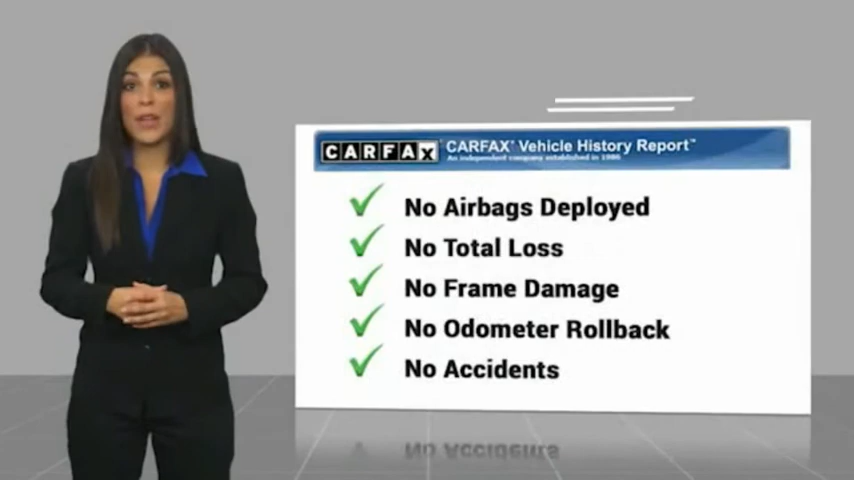 CARFAX CARFAX® Vehicle History Report™
An independent company established in 1986
No Airbags Deployed
No Total Loss
No Frame Damage
No Odometer Rollback
No Accidents